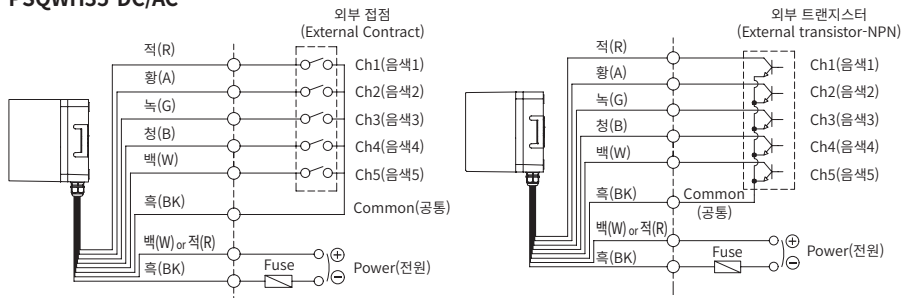 PSQWH35-DC/AC
외부 접점
(External Contract)
적(R)
Ch1(음색1)
황(A)
Ch2(음색2)
녹(G)
Ch3(음색3)
청(B)
Ch4(음색4)
백(W)
Ch5(음색5)
흑(BK)
Common(공통)
백(W) or 적(R)
흑(BK)
Fuse
Power(전원)
외부 트랜지스터
(External transistor-NPN)
적(R)
Ch1(음색1)
황(A)
Ch2(음색2)
녹(G)
Ch3(음색3)
청(B)
Ch4(음색4)
백(W)
Ch5(음색5)
흑(BK)
Common
(공통)
백(W) or 적(R)
흑(BK)
Fuse
Power(전원)